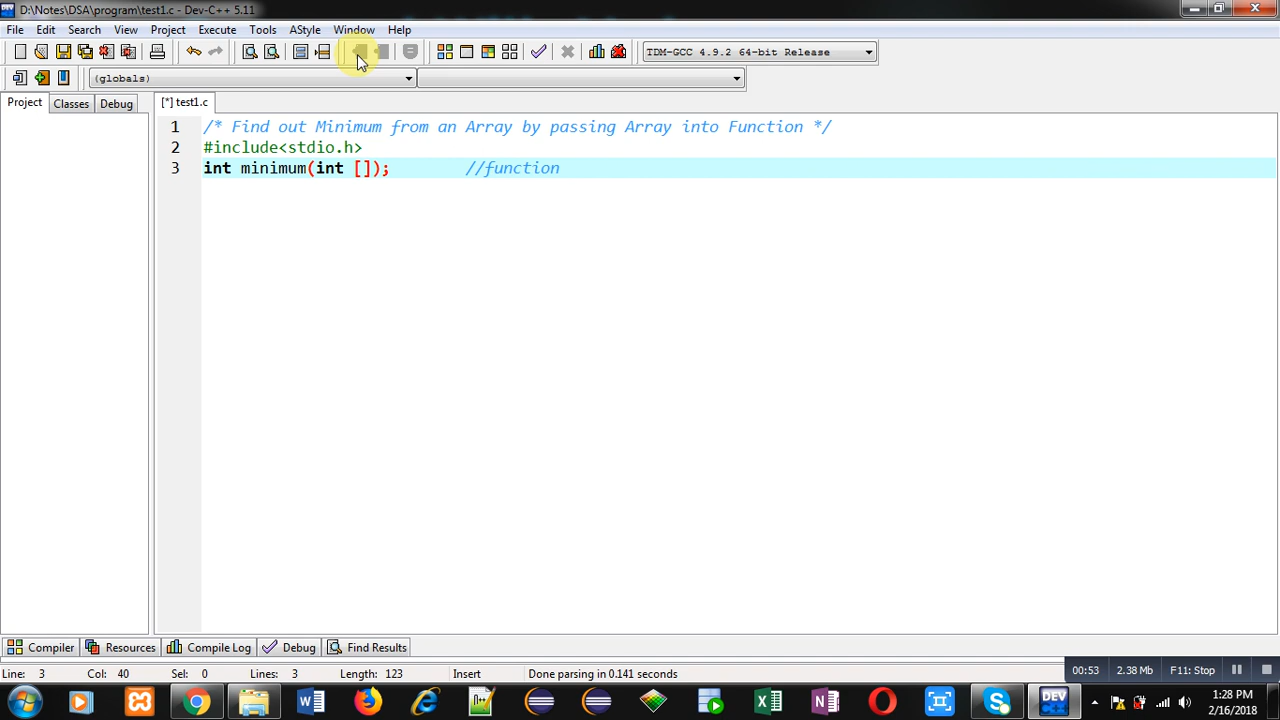 D:\Notes\DSA\program\test1.c - Dev-C++ 5.11
File Edit Search View Project Execute Tools AStyle Window Help
TDM-GCC 4.9.2 64-bit Release
(globals)
Project Classes Debug [*] test1.c
1 /* Find out Minimum from an Array by passing Array into Function */
2 #include<stdio.h>
3 int minimum(int []); //function
Compiler Resources Compile Log Debug Find Results
Line: 3 Col: 40 Sel: 0 Lines: 3 Length: 123 Insert Done parsing in 0.141 seconds
00:53 2.38 Mb F11: Stop
DEV
1:28 PM
2/16/2018